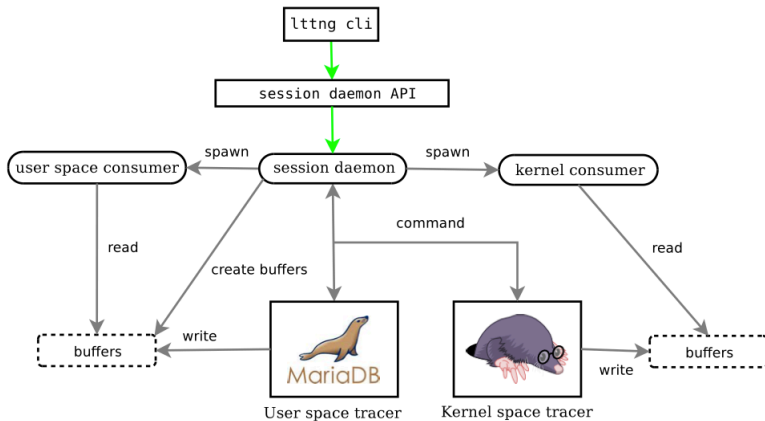 lttng cli
session daemon API
spawn
spawn
user space consumer
session daemon
kernel consumer
command
read
read
create buffers
write
buffers
MariaDB
buffers
write
User space tracer
Kernel space tracer